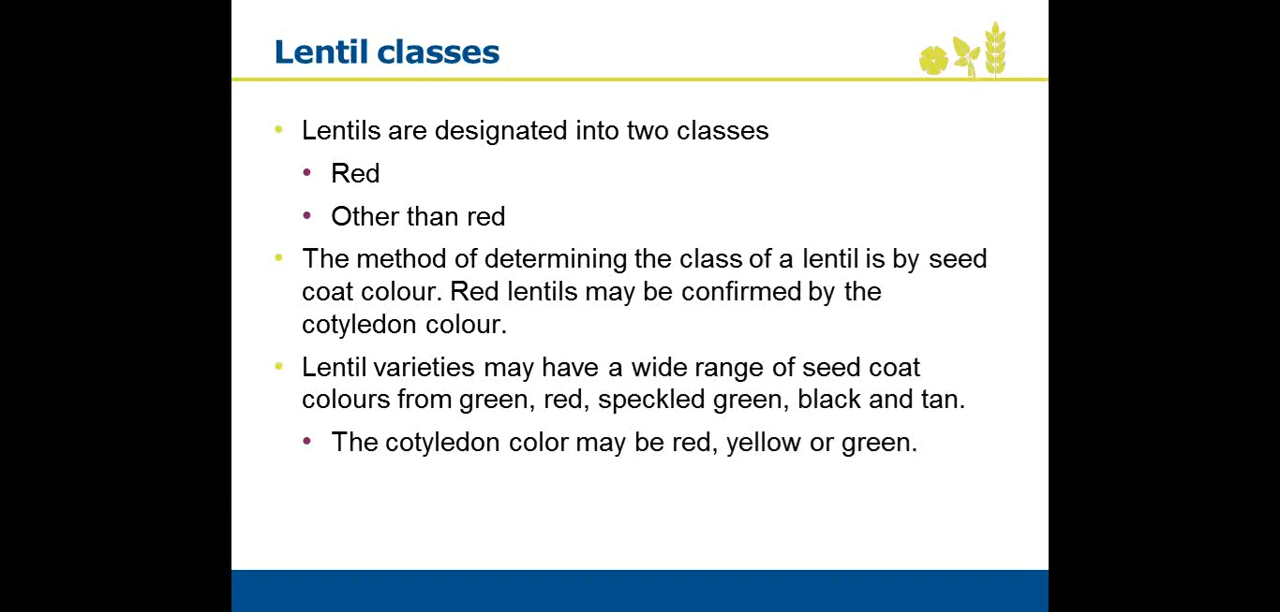 Lentil classes
• Lentils are designated into two classes
• Red
• Other than red
• The method of determining the class of a lentil is by seed
coat colour. Red lentils may be confirmed by the
cotyledon colour.
• Lentil varieties may have a wide range of seed coat
colours from green, red, speckled green, black and tan.
• The cotyledon color may be red, yellow or green.